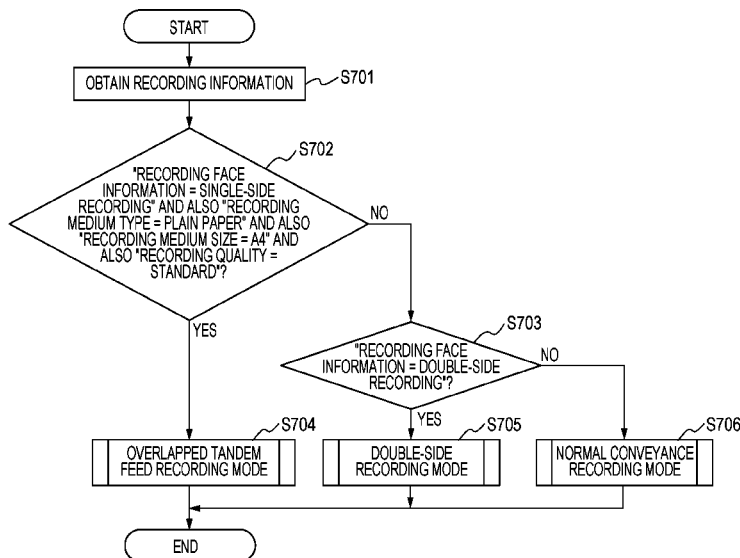 START
OBTAIN RECORDING INFORMATION
S701
S702
"RECORDING FACE
INFORMATION = SINGLE-SIDE
RECORDING" AND ALSO "RECORDING
MEDIUM TYPE = PLAIN PAPER" AND ALSO
"RECORDING MEDIUM SIZE = A4" AND
ALSO "RECORDING QUALITY =
STANDARD"?
NO
YES
S703
"RECORDING FACE
INFORMATION = DOUBLE-SIDE
RECORDING"?
NO
YES
S704
OVERLAPPED TANDEM
FEED RECORDING MODE
S705
DOUBLE-SIDE
RECORDING MODE
S706
NORMAL CONVEYANCE
RECORDING MODE
END